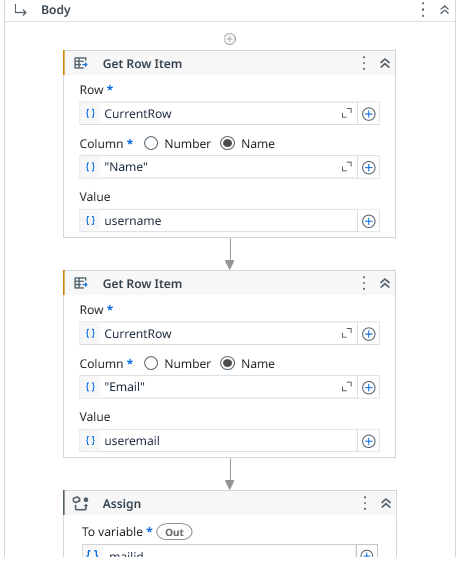 Body
Get Row Item
Row *
CurrentRow
Column * Number Name
"Name"
Value
username
Get Row Item
Row *
CurrentRow
Column * Number Name
"Email"
Value
useremail
Assign
To variable * Out
mailid